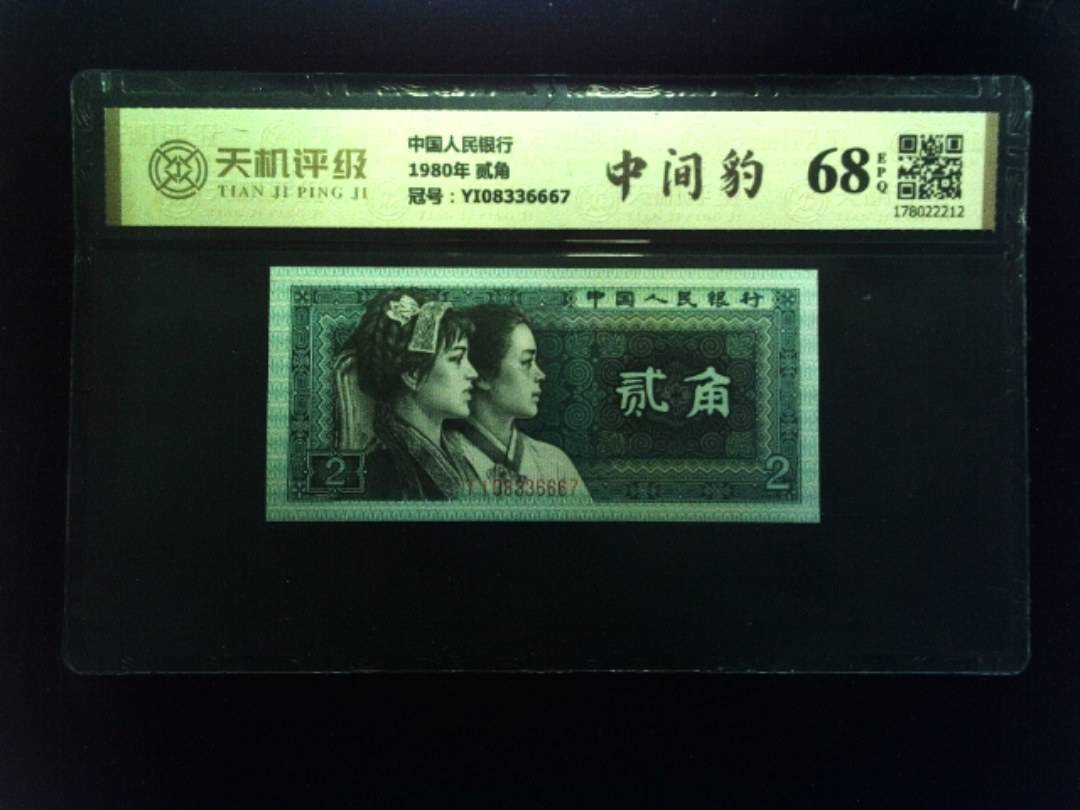 天机评级
TIAN JI PING JI
中国人民银行
1980年 贰角
冠号：YI08336667
中间豹
68
EPQ
178022212
中国人民银行
贰角
2
2
YI08336667